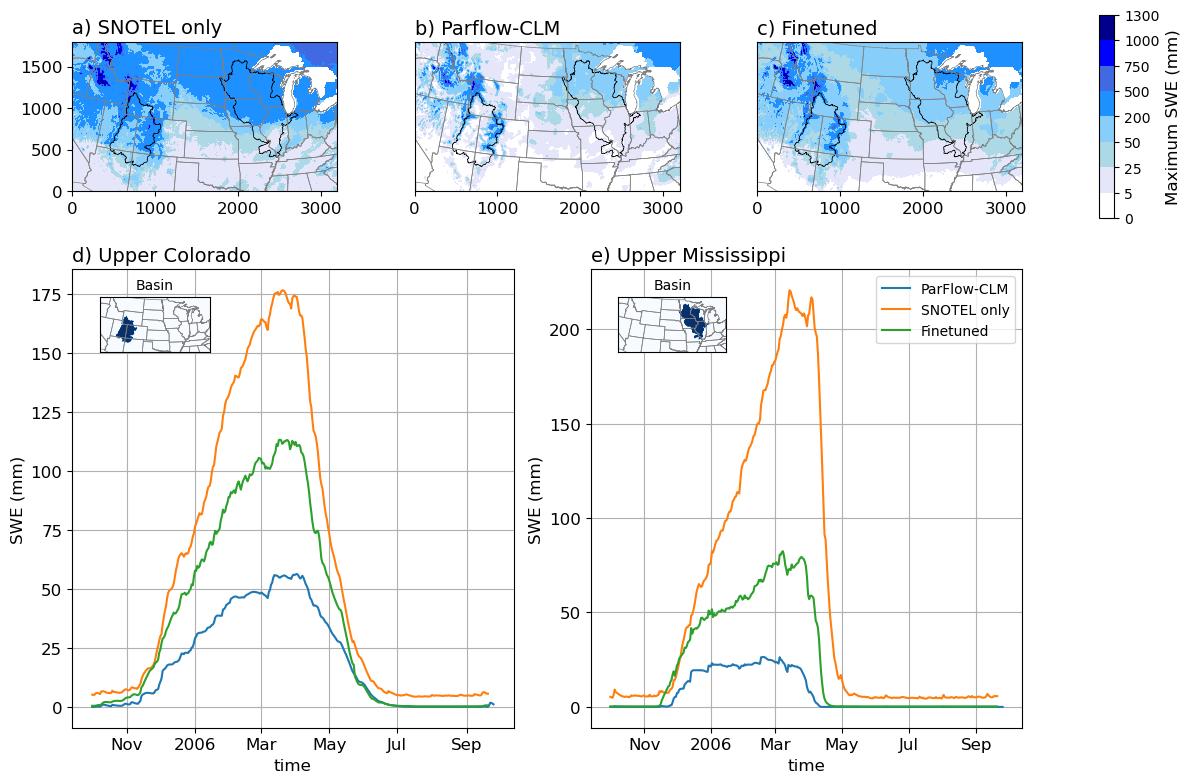 a) SNOTEL only
b) Parflow-CLM
c) Finetuned
1500
1000
500
0
0 1000 2000 3000
0 1000 2000 3000
0 1000 2000 3000
1300
1000
750
500
200
50
25
5
0
Maximum SWE (mm)
d) Upper Colorado
Basin
175
150
125
100
75
50
25
0
SWE (mm)
Nov 2006 Mar May Jul Sep
time
e) Upper Mississippi
Basin
ParFlow-CLM
SNOTEL only
Finetuned
200
150
100
50
0
SWE (mm)
Nov 2006 Mar May Jul Sep
time